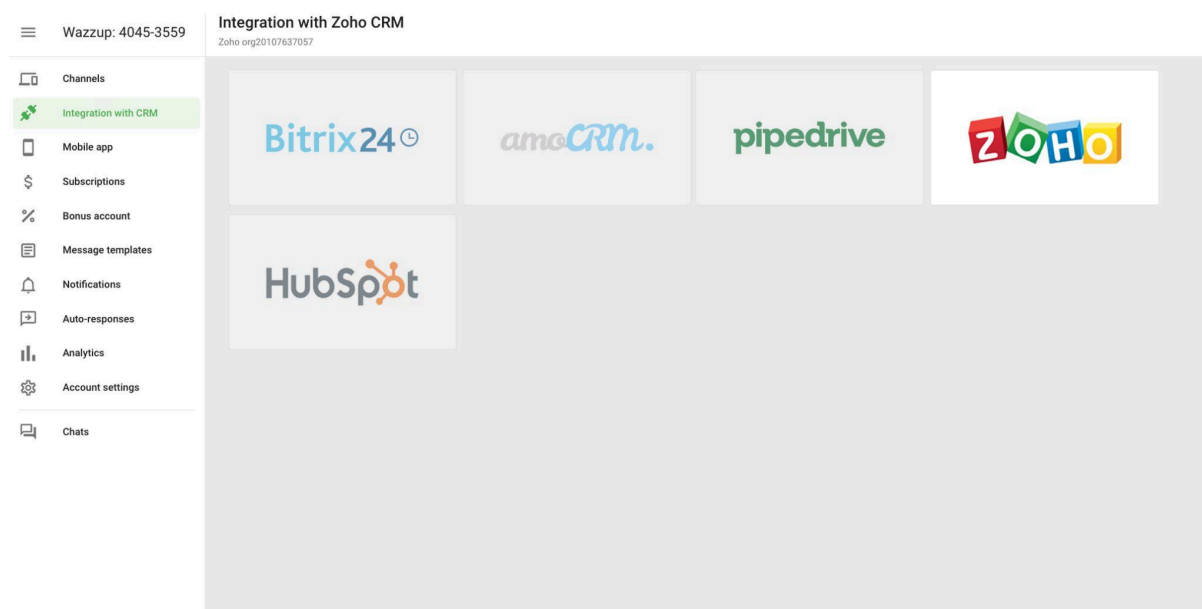 Wazzup: 4045-3559
Integration with Zoho CRM
Zoho org20107637057
Channels
Integration with CRM
Mobile app
Subscriptions
Bonus account
Message templates
Notifications
Auto-responses
Analytics
Account settings
Chats
Bitrix24
amoCRM.
pipedrive
ZOHO
HubSpot